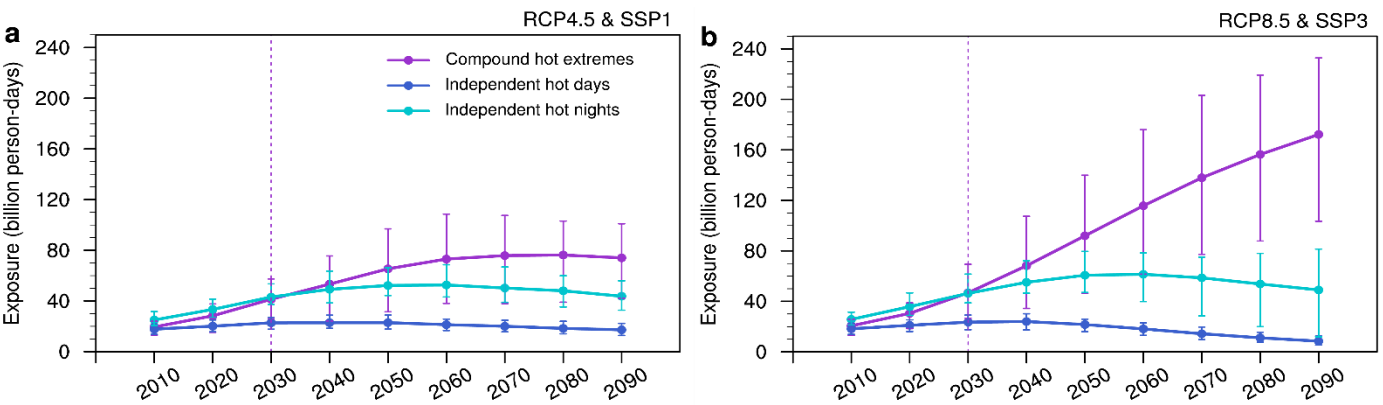 a
RCP4.5 & SSP1
Exposure (billion person-days)
240
200
160
120
80
40
0
Compound hot extremes
Independent hot days
Independent hot nights
2010 2020 2030 2040 2050 2060 2070 2080 2090
b
RCP8.5 & SSP3
Exposure (billion person-days)
240
200
160
120
80
40
0
2010 2020 2030 2040 2050 2060 2070 2080 2090